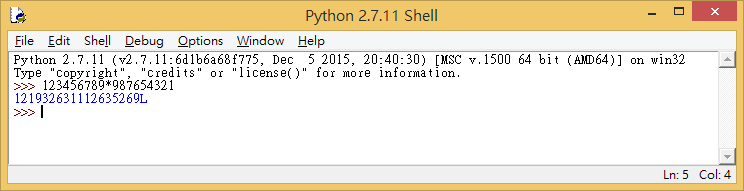 Python 2.7.11 Shell
File Edit Shell Debug Options Window Help
Python 2.7.11 (v2.7.11:6d1b6a68f775, Dec  5 2015, 20:40:30) [MSC v.1500 64 bit (AMD64)] on win32
Type "copyright", "credits" or "license()" for more information.
>>> 123456789*987654321
121932631112635269L
>>>
Ln: 5 Col: 4